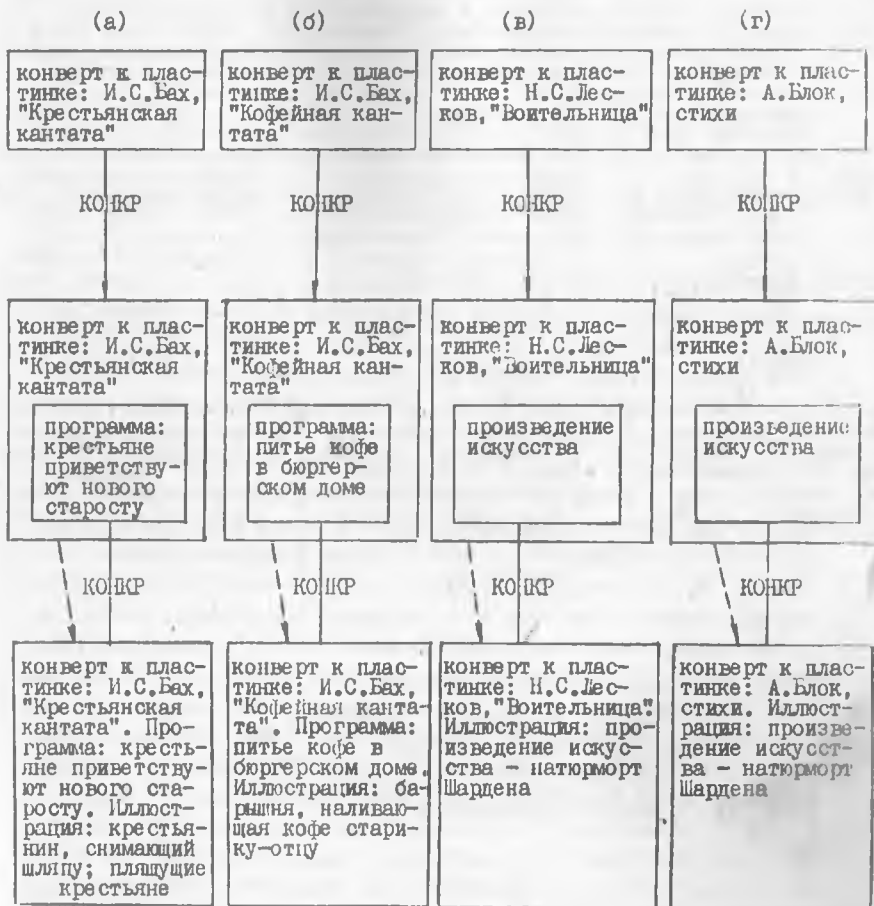 (а)
(б)
(в)
(г)
конверт к плас-
тинке: И.С.Бах,
"Крестьянская
кантата"
конверт к плас-
тинке: И.С.Бах,
"Кофейная кан-
тата"
конверт к плас-
тинке: Н.С.Лес-
ков, "Воительница"
конверт к плас-
тинке: А.Блок,
стихи
КОНКР
КОНКР
КОНКР
КОНКР
конверт к плас-
тинке: И.С.Бах,
"Крестьянская
кантата"
программа:
крестьяне
приветству-
ют нового
старосту
конверт к плас-
тинке: И.С.Бах,
"Кофейная кан-
тата"
программа:
питье кофе
в бюргер-
ском доме
конверт к плас-
тинке: Н.С.Лес-
ков, "Воительница"
произведение
искусства
конверт к плас-
тинке: А.Блок,
стихи
произведение
искусства
КОНКР
КОНКР
КОНКР
КОНКР
конверт к плас-
тинке: И.С.Бах,
"Крестьянская
кантата". Про-
грамма: кресть-
яне приветству-
ют нового ста-
росту. Иллюст-
рация: крестья-
нин, снимающий
шляпу; пляшущие
крестьяне
конверт к плас-
тинке: И.С.Бах,
"Кофейная канта-
та". Программа:
питье кофе в
бюргерском доме.
Иллюстрация: ба-
рышня, наливаю-
щая кофе стари-
ку-отцу
конверт к плас-
тинке: Н.С.Лес-
ков, "Воительница".
Иллюстрация: про-
изведение искус-
ства – натюрморт
Шардена
конверт к плас-
тинке: А.Блок,
стихи. Иллюст-
рация: произве-
дение искусст-
ва – натюрморт
Шардена